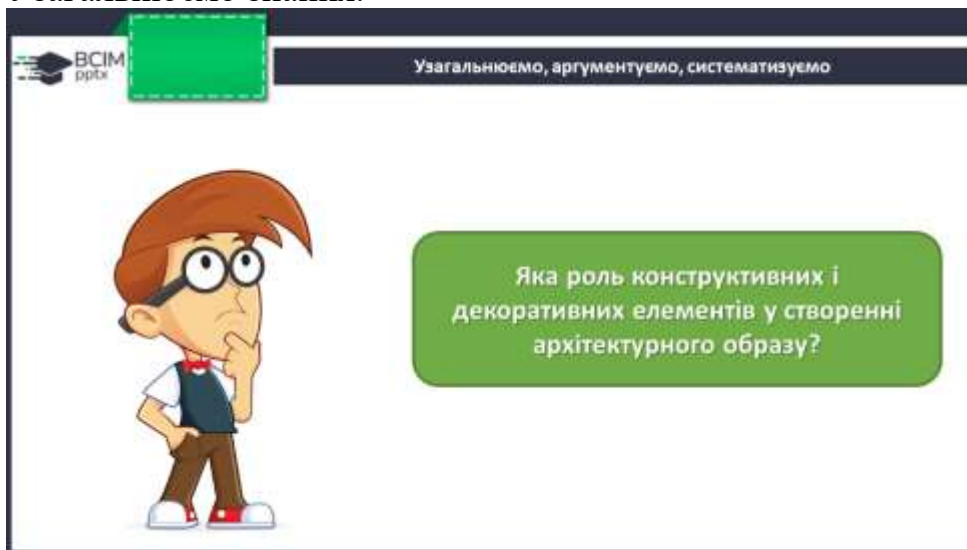 ВСІМ
pptx
Узагальнюємо, аргументуємо, систематизуємо
Яка роль конструктивних і
декоративних елементів у створенні
архітектурного образу?